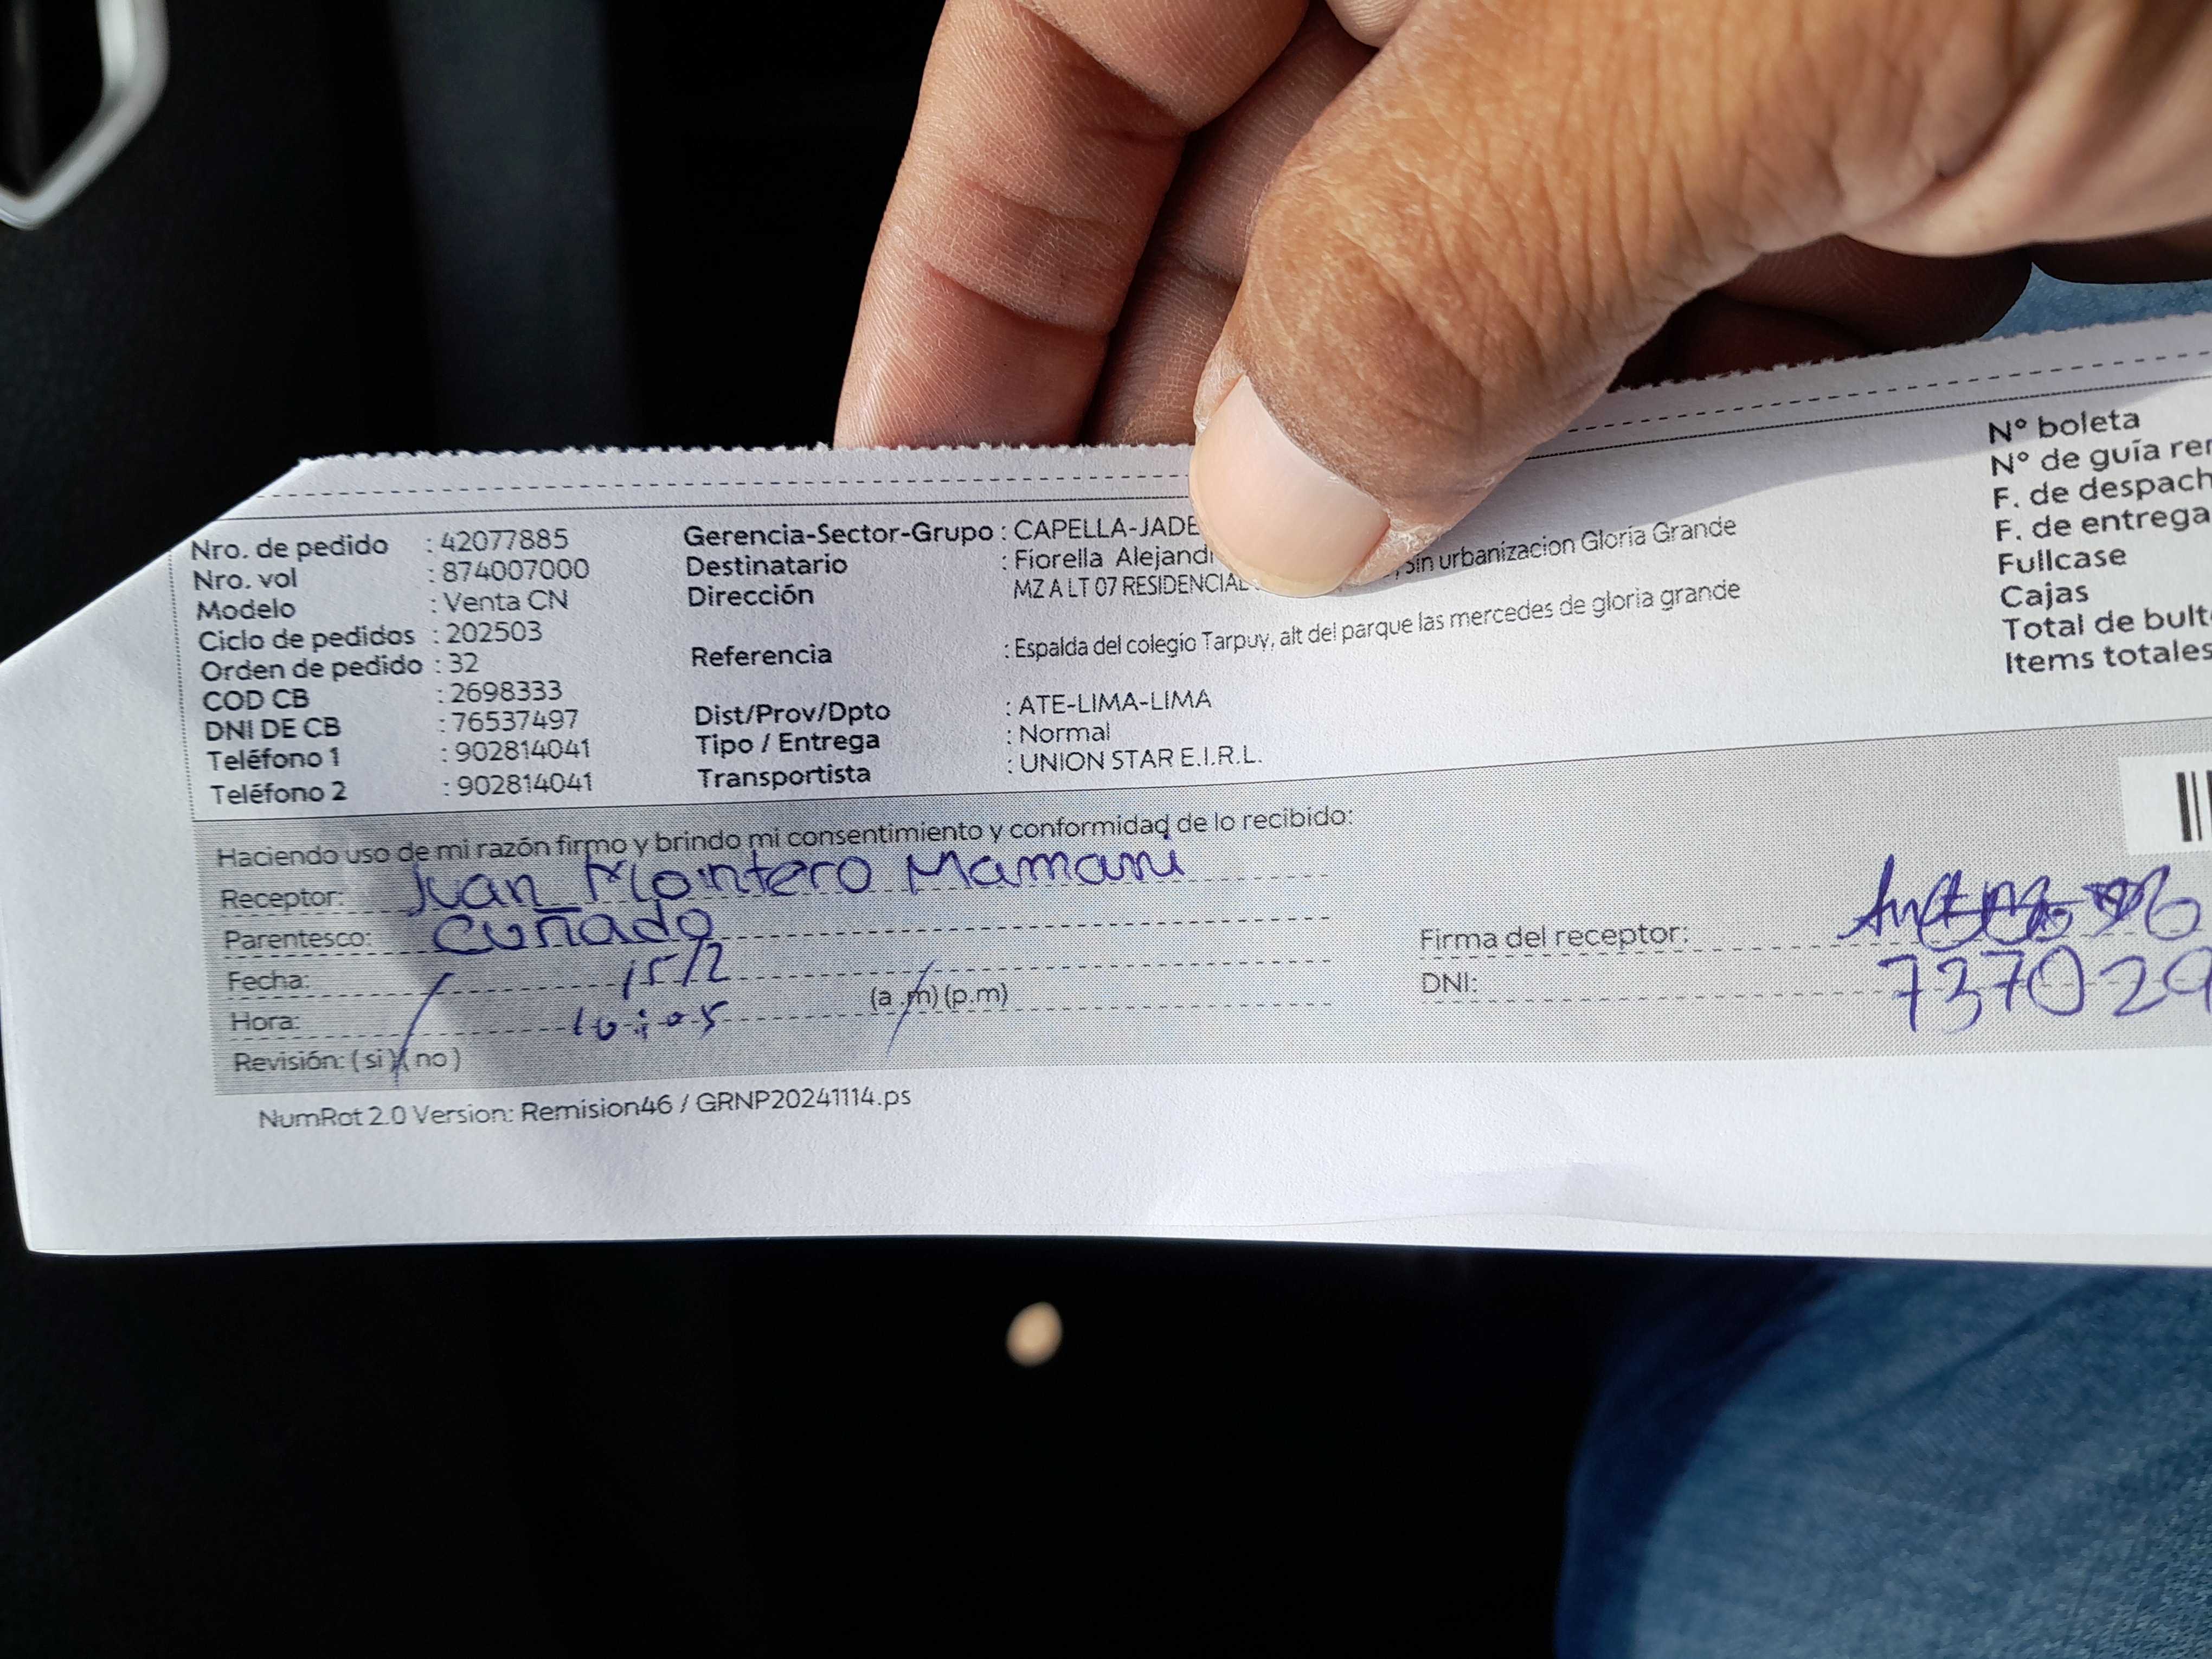 Nro. de pedido : 42077885
Nro. vol : 874007000
Modelo : Venta CN
Ciclo de pedidos : 202503
Orden de pedido : 32
COD CB : 2698333
DNI DE CB : 76537497
Teléfono 1 : 902814041
Teléfono 2 : 902814041
Gerencia-Sector-Grupo : CAPELLA-JADE
Destinatario : Fiorella Alejand
Dirección MZ A LT 07 RESIDENCIAL , Sin urbanizacion Gloria Grande
Referencia : Espalda del colegio Tarpuy, alt del parque las mercedes de gloria grande
Dist/Prov/Dpto : ATE-LIMA-LIMA
Tipo / Entrega : Normal
Transportista : UNION STAR E.I.R.L.
N° boleta
N° de guía
F. de despach
F. de entrega
Fullcase
Cajas
Total de
Items totales
Haciendo uso de mi razón firmo y brindo mi consentimiento y conformidad de lo recibido:
Receptor: Juan Montero Mamani
Parentesco: Cuñado
Fecha: 15/2
Hora: 10:05 (a.m) (p.m)
Revisión: (si) (no)
Firma del receptor:
DNI: 737029
NumRot 2.0 Version: Remision46 / GRNP20241114.ps